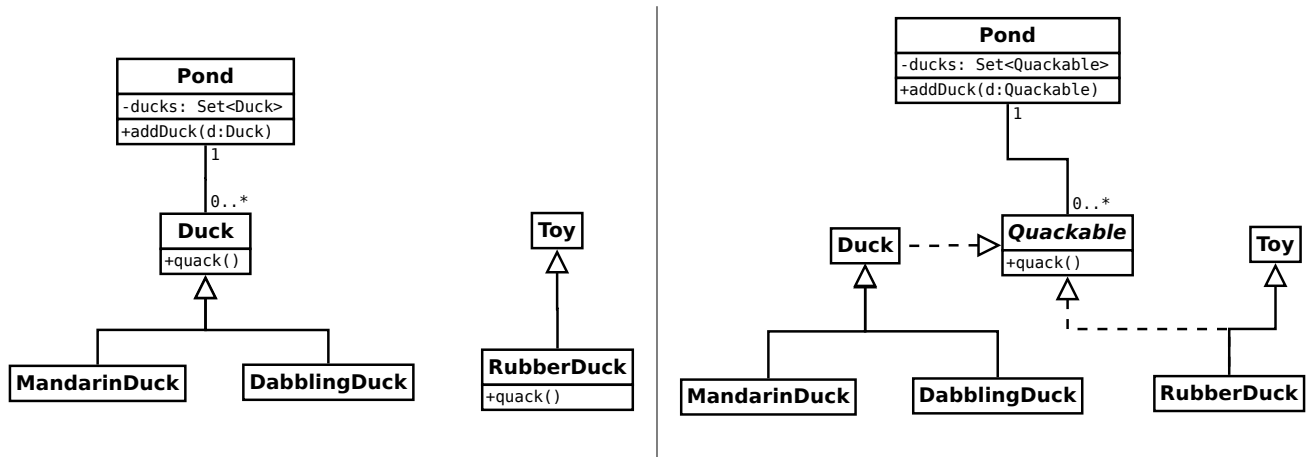 Pond
-ducks: Set<Duck>
+addDuck(d:Duck)
1
0..*
Duck
+quack()
MandarinDuck
DabblingDuck
Toy
RubberDuck
+quack()
Pond
-ducks: Set<Quackable>
+addDuck(d:Quackable)
1
0..*
Duck
Quackable
+quack()
Toy
MandarinDuck
DabblingDuck
RubberDuck